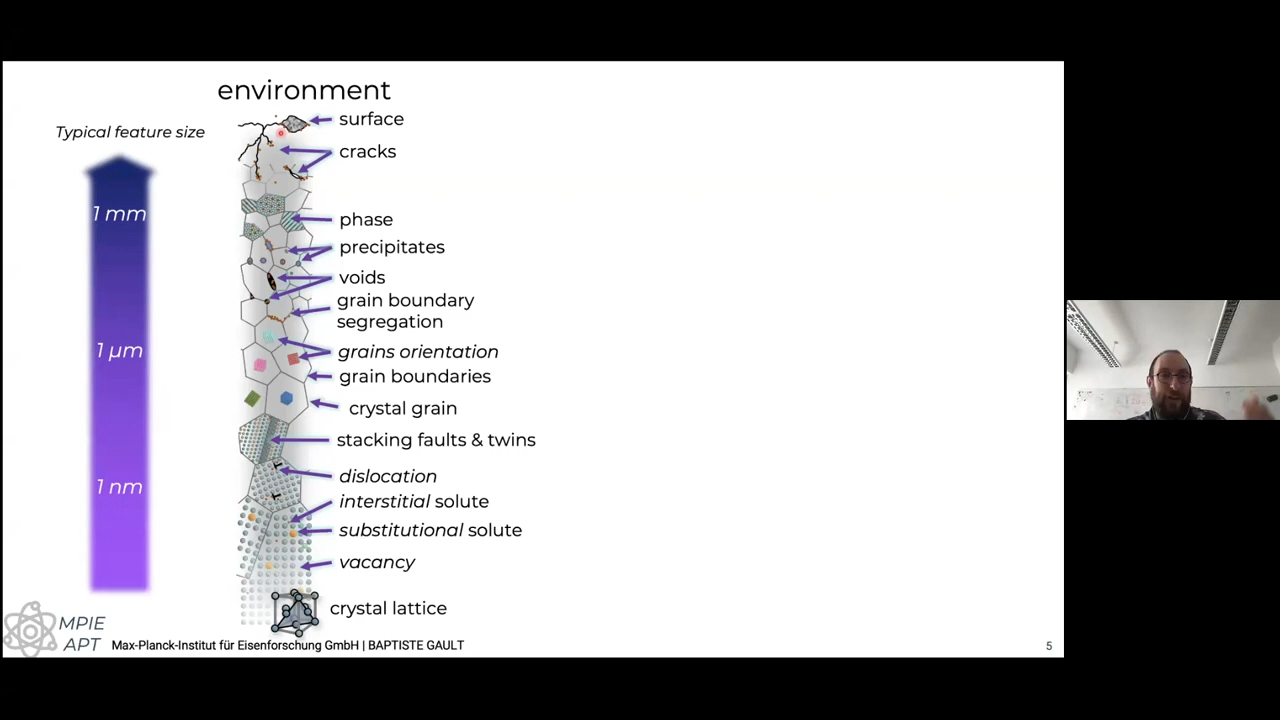 environment
Typical feature size
surface
cracks
1 mm
phase
precipitates
voids
grain boundary
segregation
1 µm
grains orientation
grain boundaries
crystal grain
stacking faults & twins
1 nm
dislocation
interstitial solute
substitutional solute
vacancy
crystal lattice
MPIE
APT
Max-Planck-Institut für Eisenforschung GmbH | BAPTISTE GAULT
5